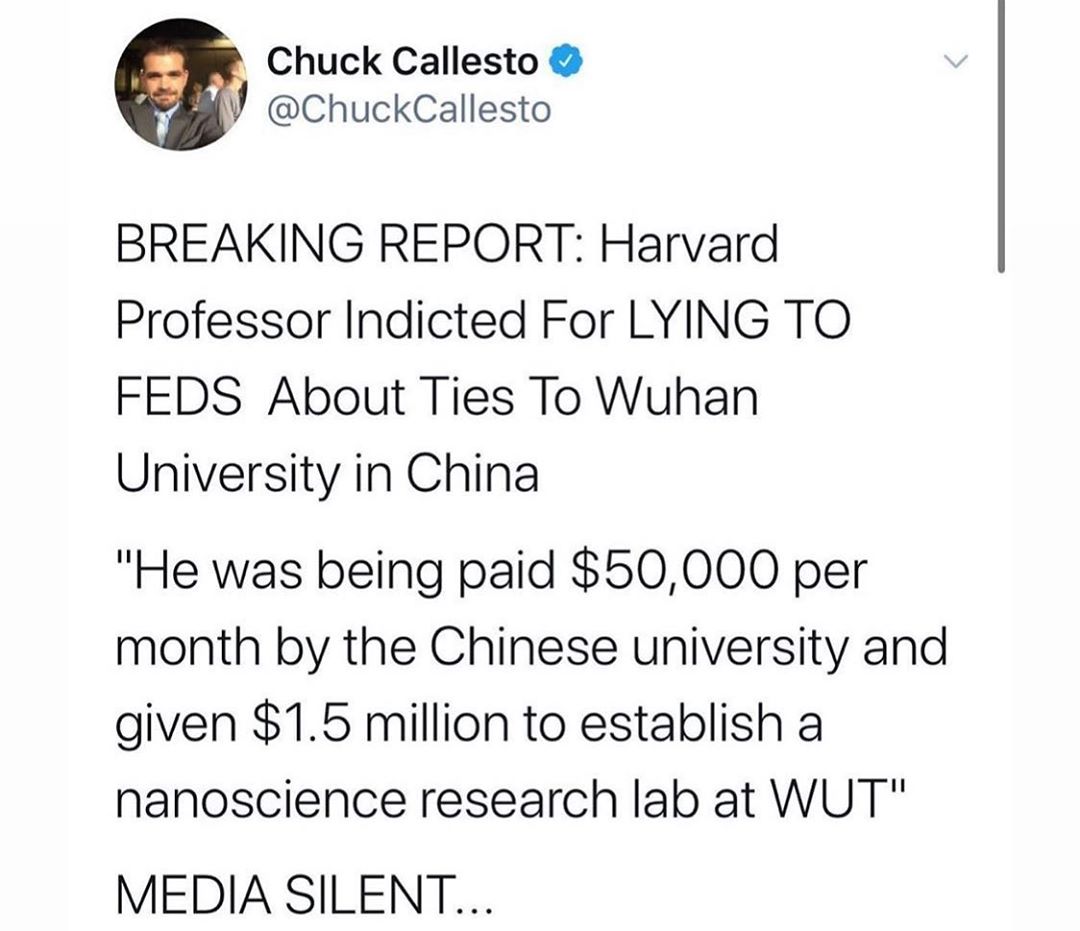 Chuck Callesto
@ChuckCallesto
BREAKING REPORT: Harvard
Professor Indicted For LYING TO
FEDS About Ties To Wuhan
University in China
"He was being paid $50,000 per
month by the Chinese university and
given $1.5 million to establish a
nanoscience research lab at WUT"
MEDIA SILENT...